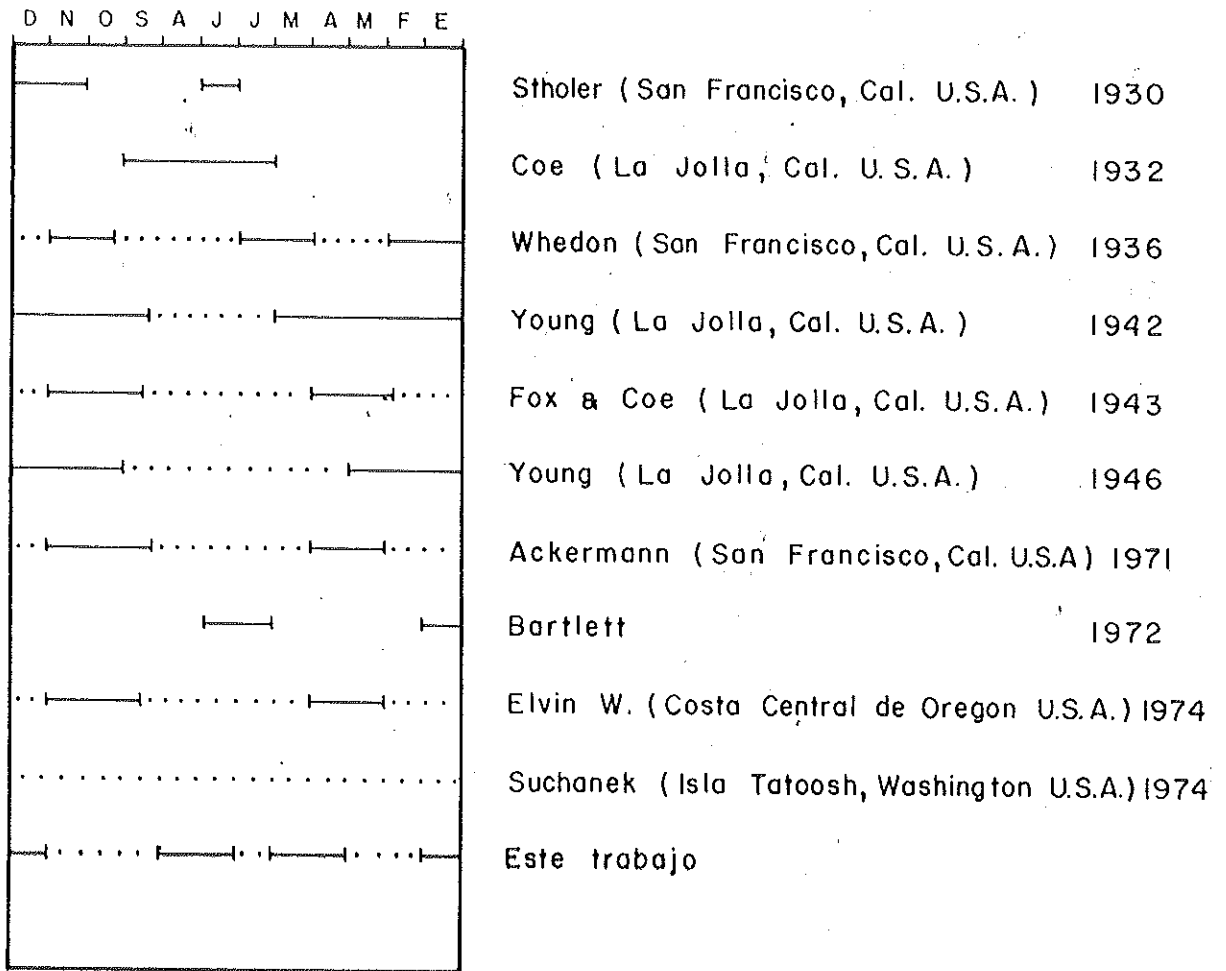 D N O S A J J M A M F E
Stholer (San Francisco, Cal. U.S.A.) 1930
Coe (La Jolla, Cal. U.S.A.) 1932
Whedon (San Francisco, Cal. U.S.A.) 1936
Young (La Jolla, Cal. U.S.A.) 1942
Fox & Coe (La Jolla, Cal. U.S.A.) 1943
Young (La Jolla, Cal. U.S.A.) 1946
Ackermann (San Francisco, Cal. U.S.A) 1971
Bartlett 1972
Elvin W. (Costa Central de Oregon U.S.A.) 1974
Suchanek (Isla Tatoosh, Washington U.S.A.) 1974
Este trabajo